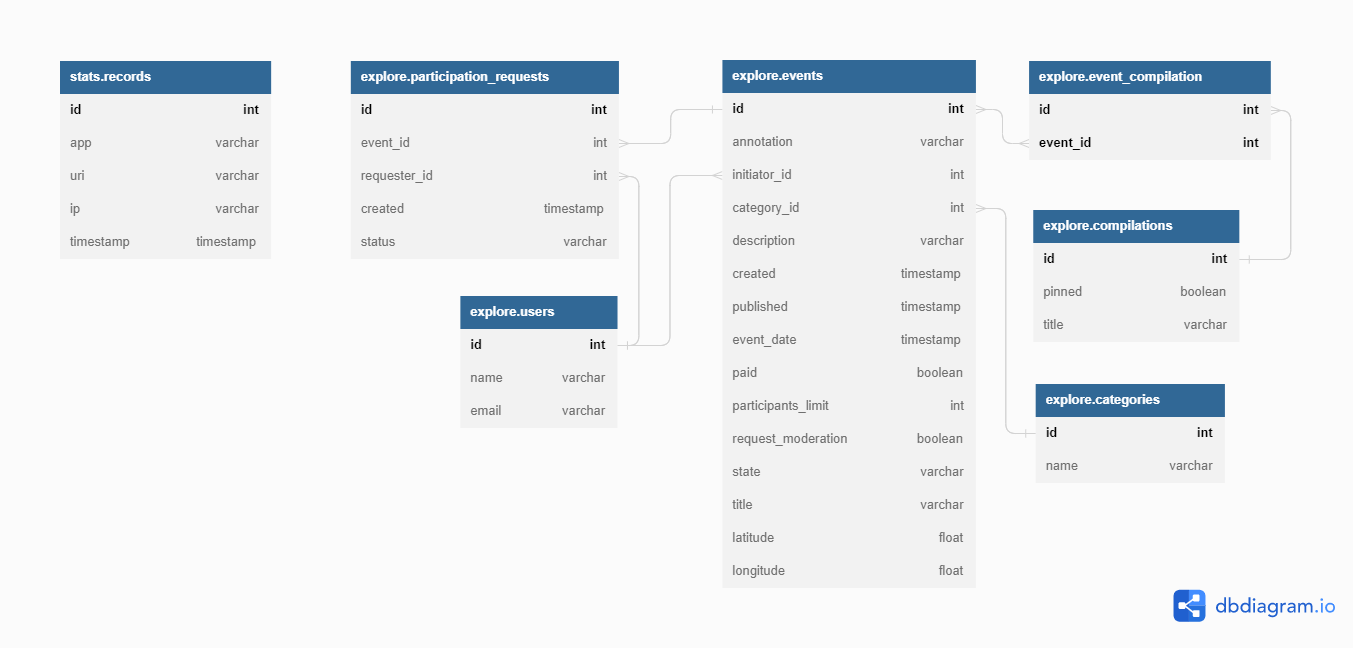 stats.records
id int
app varchar
uri varchar
ip varchar
timestamp timestamp
explore.participation_requests
id int
event_id int
requester_id int
created timestamp
status varchar
explore.users
id int
name varchar
email varchar
explore.events
id int
annotation varchar
initiator_id int
category_id int
description varchar
created timestamp
published timestamp
event_date timestamp
paid boolean
participants_limit int
request_moderation boolean
state varchar
title varchar
latitude float
longitude float
explore.event_compilation
id int
event_id int
explore.compilations
id int
pinned boolean
title varchar
explore.categories
id int
name varchar
dbdiagram.io